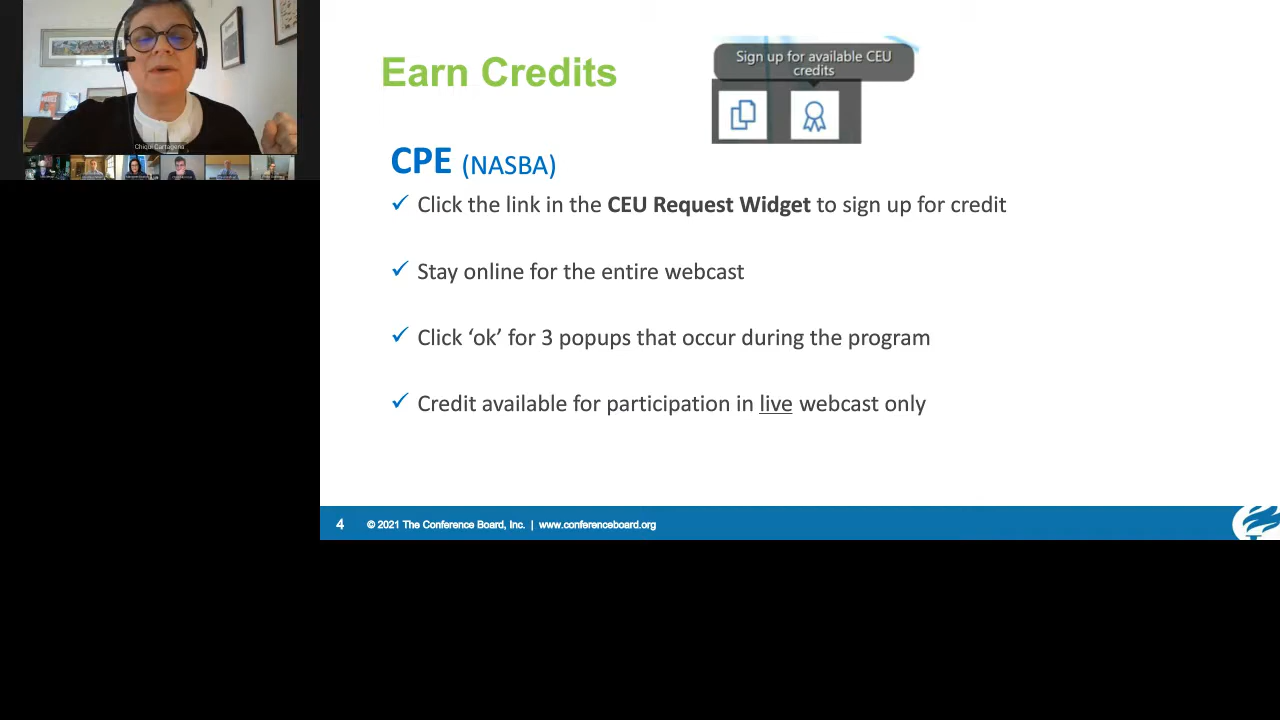 Chiqui Cartagena
Earn Credits
Sign up for available CEU
credits
CPE (NASBA)
✓ Click the link in the CEU Request Widget to sign up for credit
✓ Stay online for the entire webcast
✓ Click ‘ok’ for 3 popups that occur during the program
✓ Credit available for participation in live webcast only
4 © 2021 The Conference Board, Inc. | www.conferenceboard.org